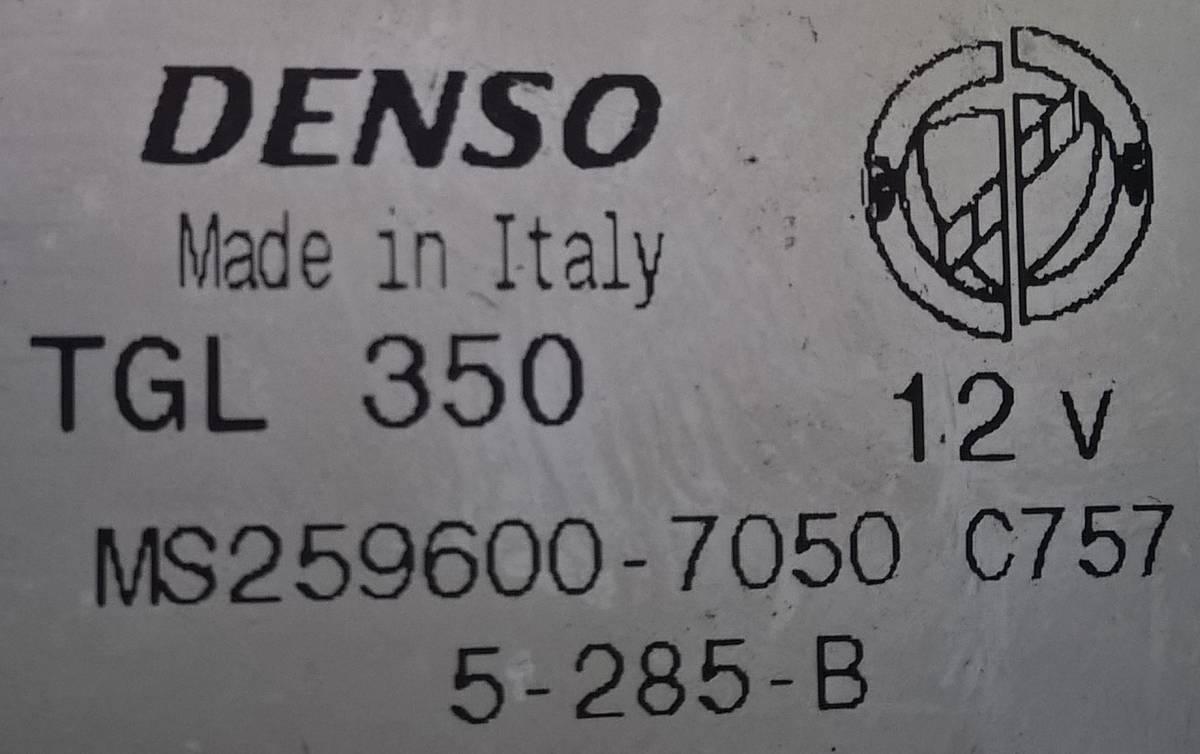 DENSO
Made in Italy
TGL 350
12 V
MS259600-7050 C757
5-285-B